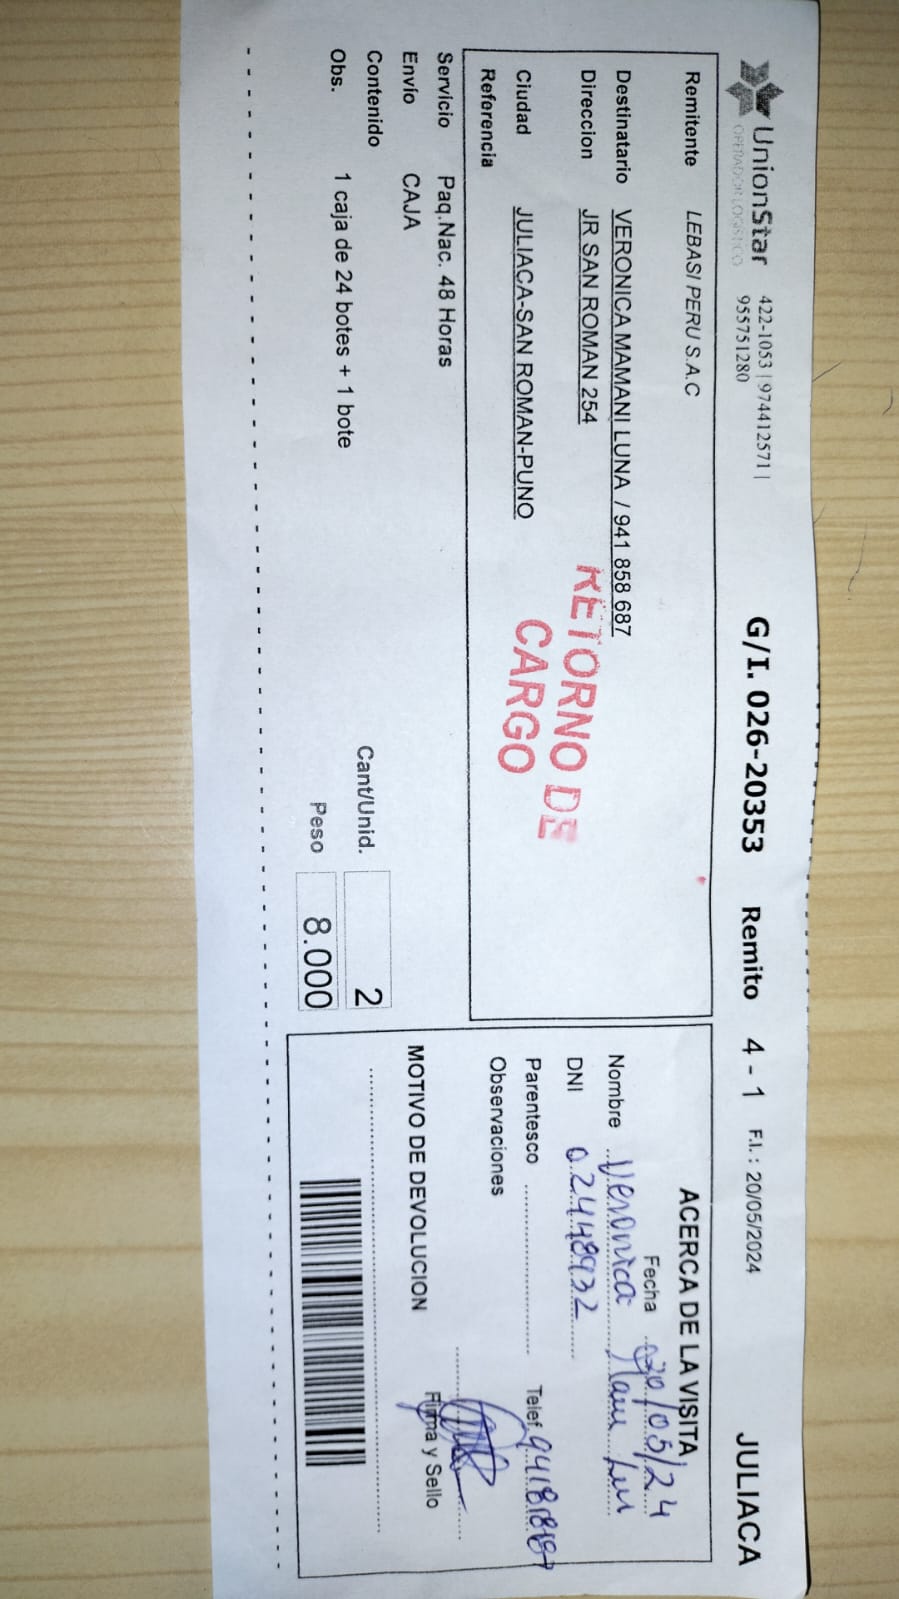 UnionStar
OPERADOR LOGISTICO
422-1053 | 974412571 |
955751280
G/I. 026-20353 Remito 4 - 1 F.I.: 20/05/2024 JULIACA
Remitente LEBASI PERU S.A.C
Destinatario VERONICA MAMANI LUNA / 941 858 687
Direccion JR SAN ROMAN 254
Ciudad JULIACA-SAN ROMAN-PUNO
Referencia
RETORNO DE
CARGO
Servicio Paq.Nac. 48 Horas
Envío CAJA
Contenido
Obs. 1 caja de 24 botes + 1 bote
Cant/Unid. 2
Peso 8.000
ACERCA DE LA VISITA
Fecha /05/24
Nombre Veronica
DNI 02448932
Parentesco Telef.
Observaciones
Firma y Sello
MOTIVO DE DEVOLUCION